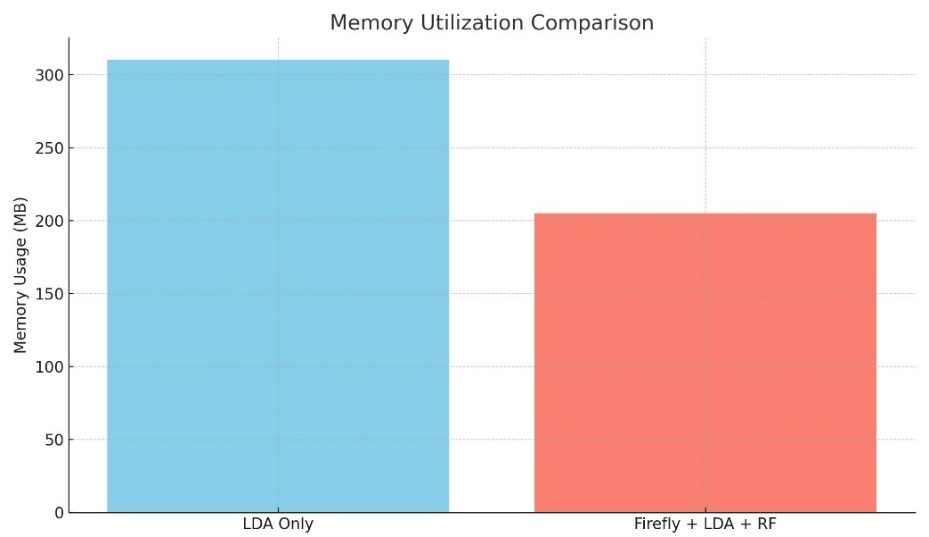 Memory Utilization Comparison
Memory Usage (MB)
300
250
200
150
100
50
0
LDA Only
Firefly + LDA + RF